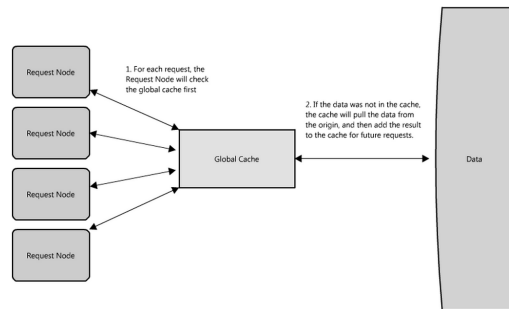 Request Node
1. For each request, the
Request Node will check
the global cache first
Request Node
2. If the data was not in the cache,
the cache will pull the data from
the origin, and then add the result
to the cache for future requests.
Global Cache
Data
Request Node
Request Node